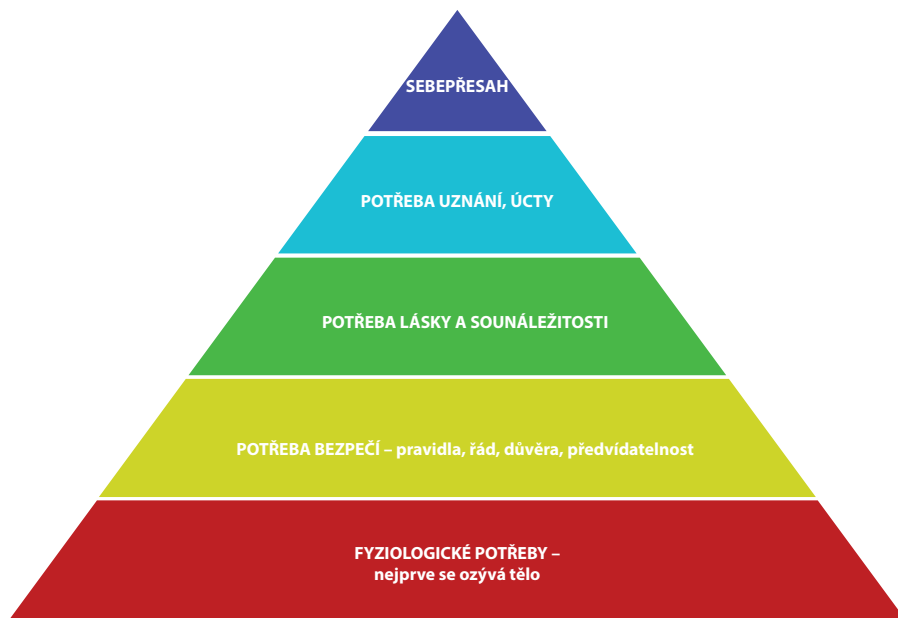 SEBEPŘESAH
POTŘEBA UZNÁNÍ, ÚCTY
POTŘEBA LÁSKY A SOUNÁLEŽITOSTI
POTŘEBA BEZPEČÍ – pravidla, řád, důvěra, předvídatelnost
FYZIOLOGICKÉ POTŘEBY –
nejprve se ozývá tělo